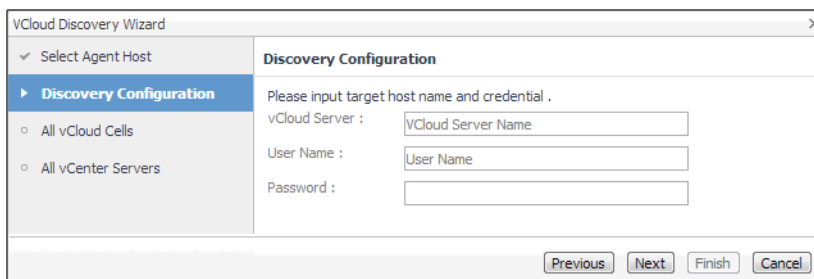 VCloud Discovery Wizard
Select Agent Host
Discovery Configuration
All vCloud Cells
All vCenter Servers
Discovery Configuration
Please input target host name and credential .
vCloud Server : VCloud Server Name
User Name : User Name
Password :
Previous Next Finish Cancel